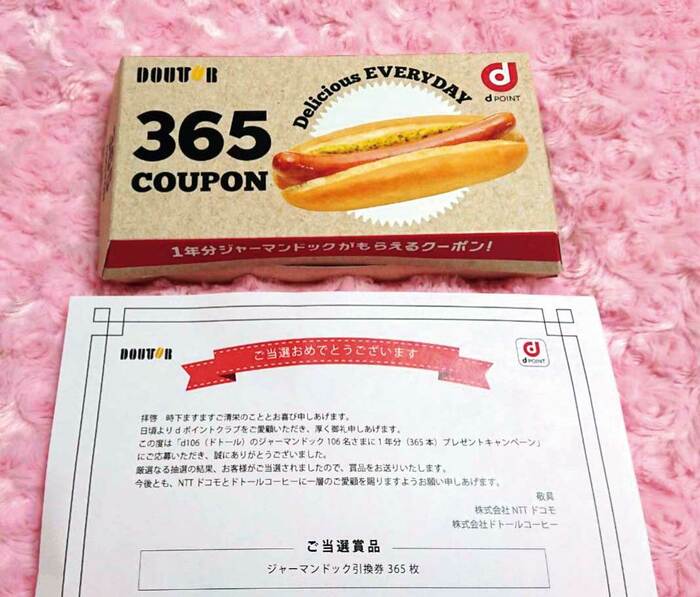 DOUTOR
Delicious EVERYDAY
d POINT
365
COUPON
1年分ジャーマンドックがもらえるクーポン!
DOUTOR
ご当選おめでとうございます
d POINT
拝啓 時下ますますご清栄のこととお喜び申しあげます。
日頃よりdポイントクラブをご愛顧いただき、厚く御礼申しあげます。
この度は「d106(ドトール)のジャーマンドック106名さまに1年分(365本)プレゼントキャンペーン」
にご応募いただき、誠にありがとうございました。
厳選なる抽選の結果、お客様がご当選されましたので、賞品をお送りいたします。
今後とも、NTTドコモとドトールコーヒーに一層のご愛顧を賜りますようお願い申しあげます。
敬具
株式会社NTTドコモ
株式会社ドトールコーヒー
ご当選賞品
ジャーマンドック引換券365枚